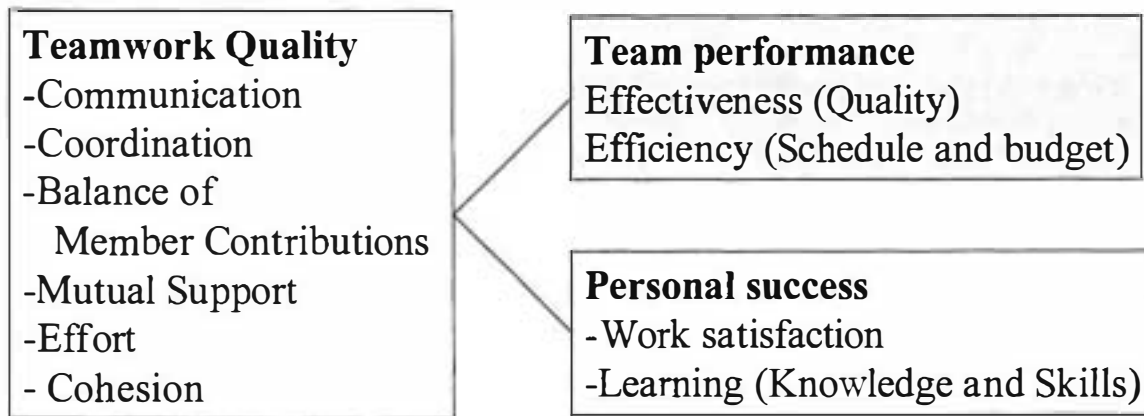 Teamwork Quality
-Communication
-Coordination
-Balance of
Member Contributions
-Mutual Support
-Effort
- Cohesion
Team performance
Effectiveness (Quality)
Efficiency (Schedule and budget)
Personal success
-Work satisfaction
-Learning (Knowledge and Skills)